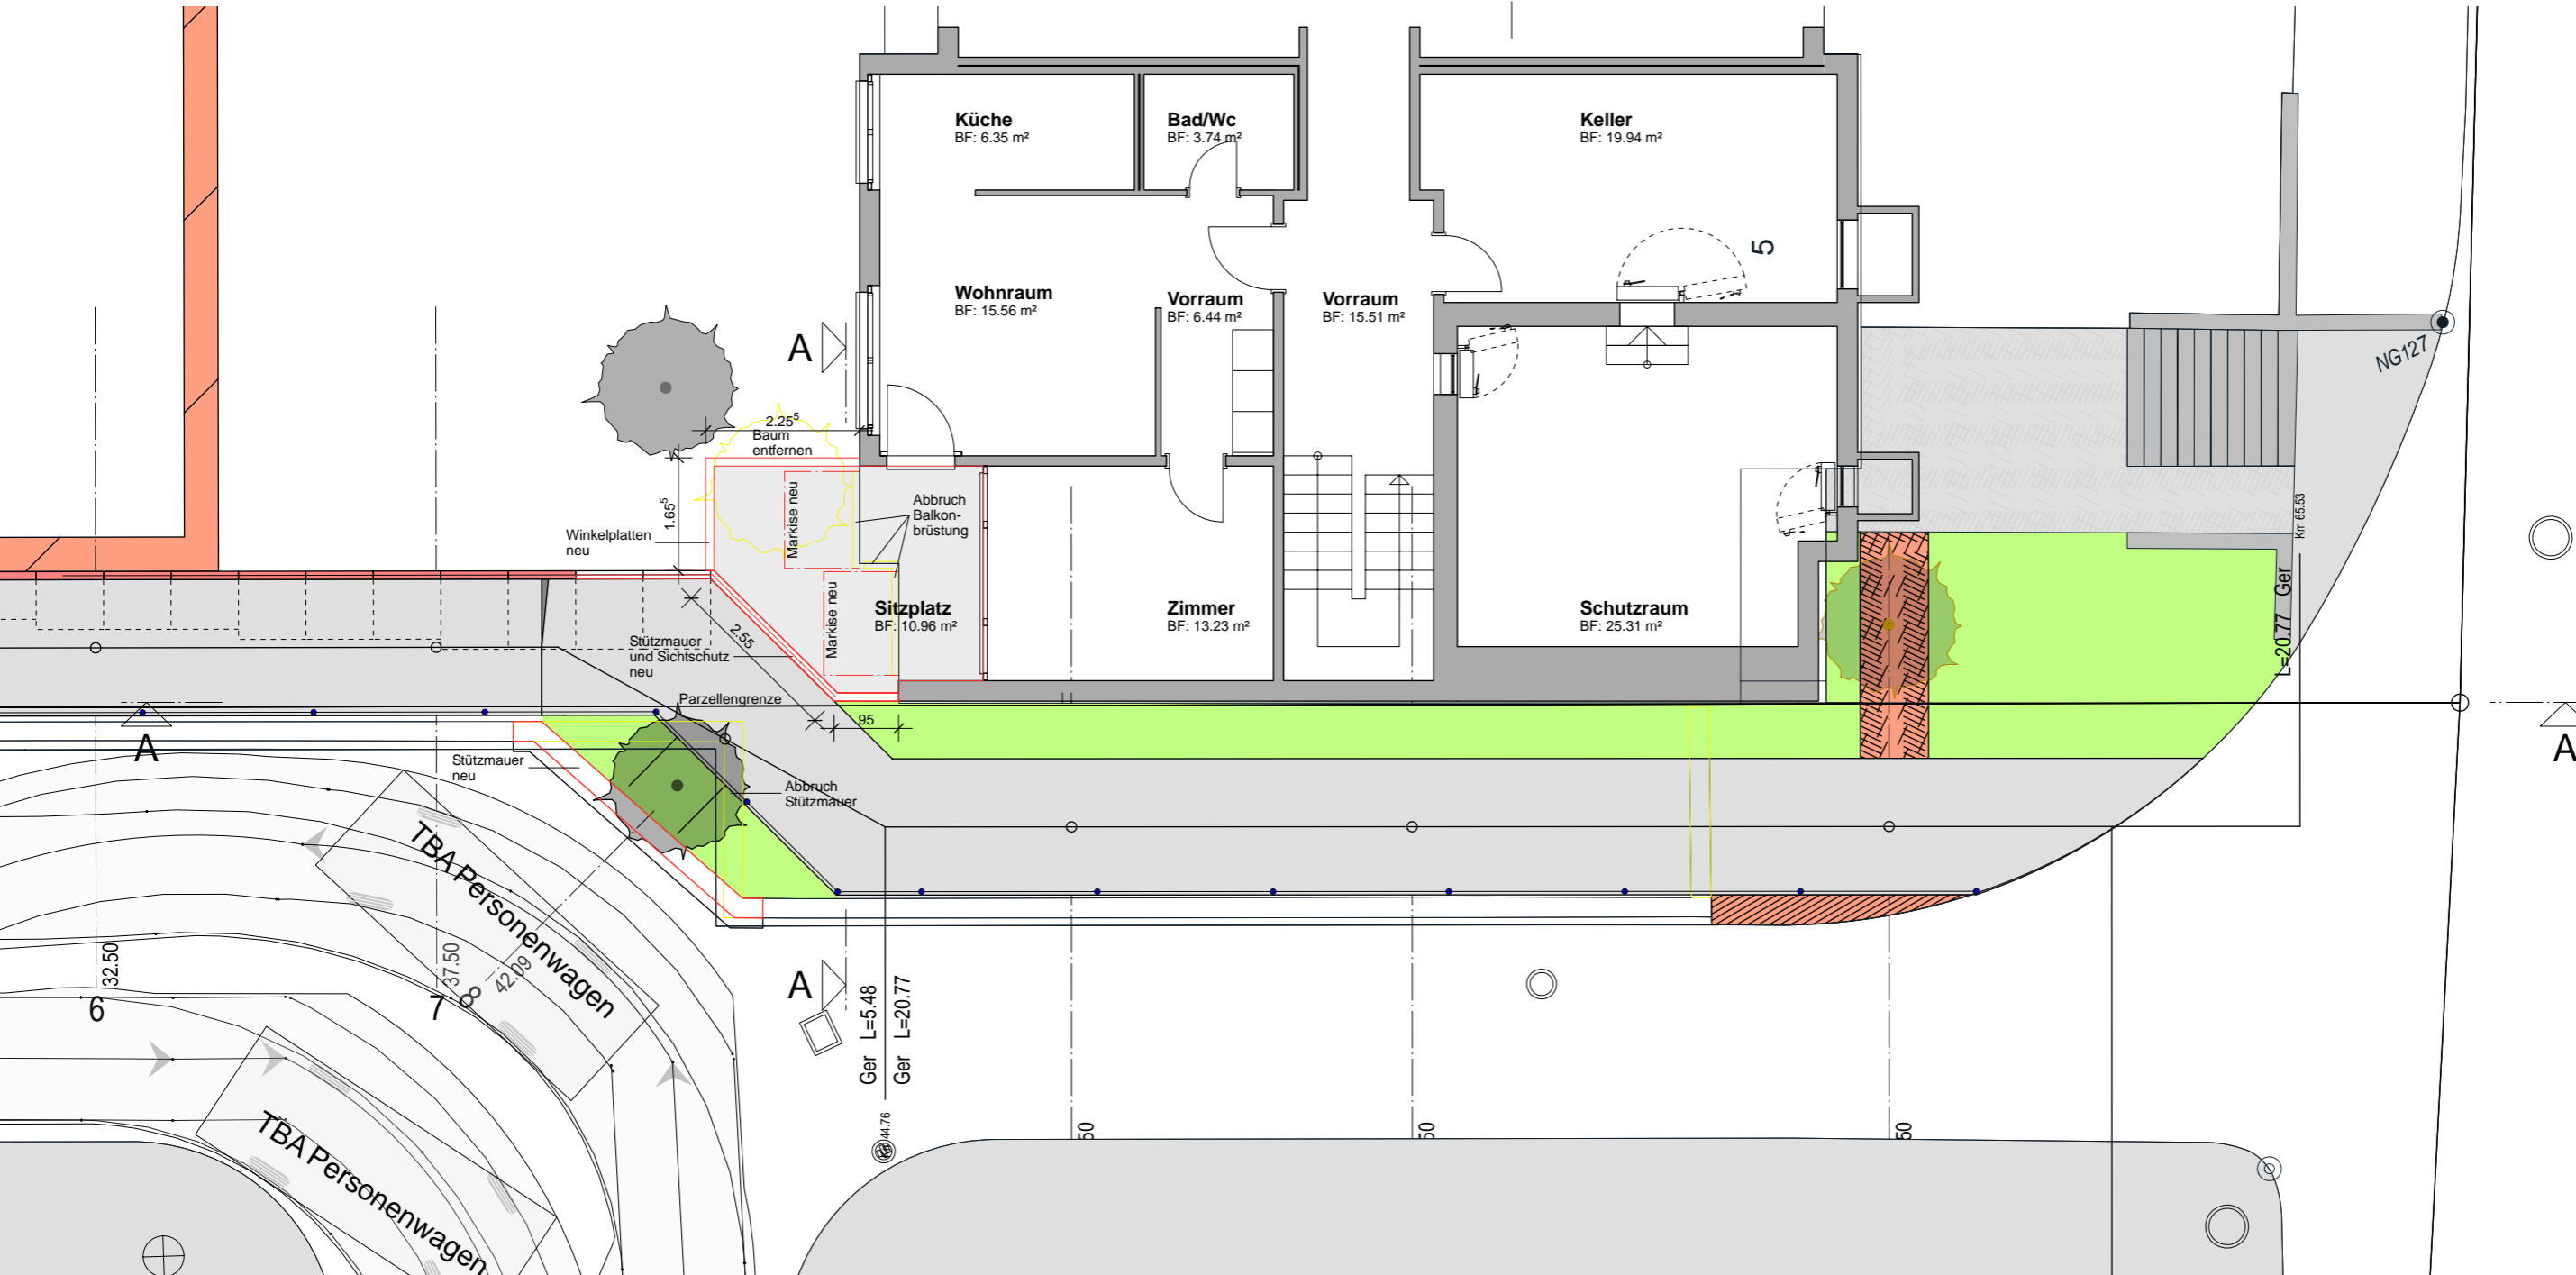 Küche
BF: 6.35 m²
Bad/Wc
BF: 3.74 m²
Keller
BF: 19.94 m²
5
Wohnraum
BF: 15.56 m²
Vorraum
BF: 6.44 m²
Vorraum
BF: 15.51 m²
A
NG127
2.25⁵
Baum
entfernen
1.65⁵
Markise neu
Abbruch
Balkon-
brüstung
Winkelplatten
neu
Km 65.53
Markise neu
Sitzplatz
BF: 10.96 m²
Zimmer
BF: 13.23 m²
Schutzraum
BF: 25.31 m²
L=20.77 Ger
2.55
Stützmauer
und Sichtschutz
neu
Parzellengrenze
95
A
A
Stützmauer
neu
Abbruch
Stützmauer
TBA Personenwagen
32.50
37.50
42.09
6
7
8
A
Ger L=5.48
Ger L=20.77
44.76
50
50
50
TBA Personenwagen